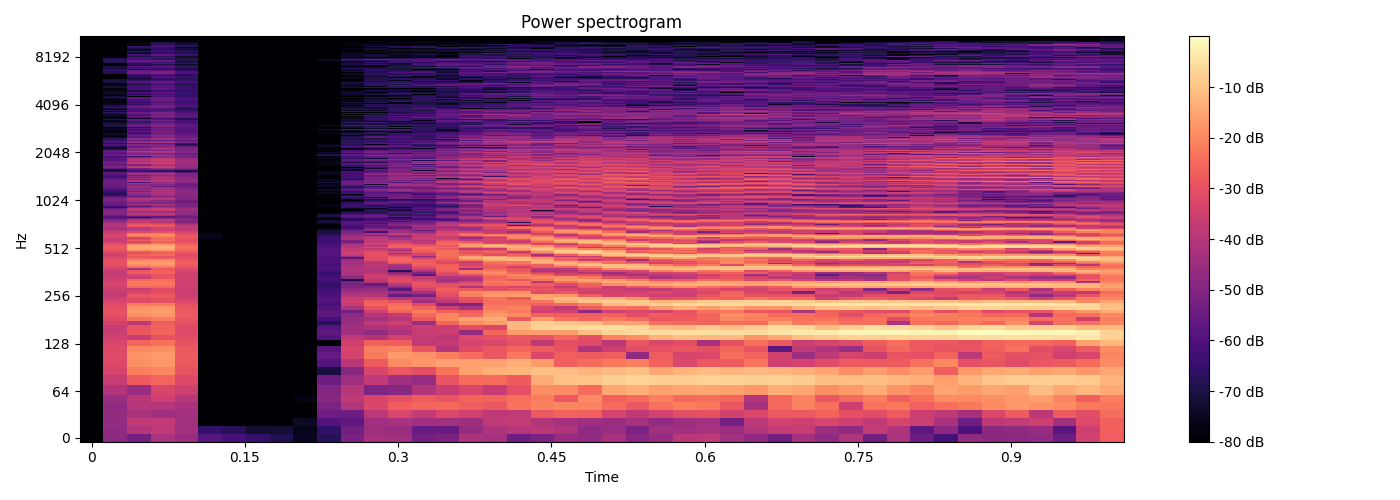 Power spectrogram
Hz
8192
4096
2048
1024
512
256
128
64
0
0 0.15 0.3 0.45 0.6 0.75 0.9
Time
-10 dB
-20 dB
-30 dB
-40 dB
-50 dB
-60 dB
-70 dB
-80 dB